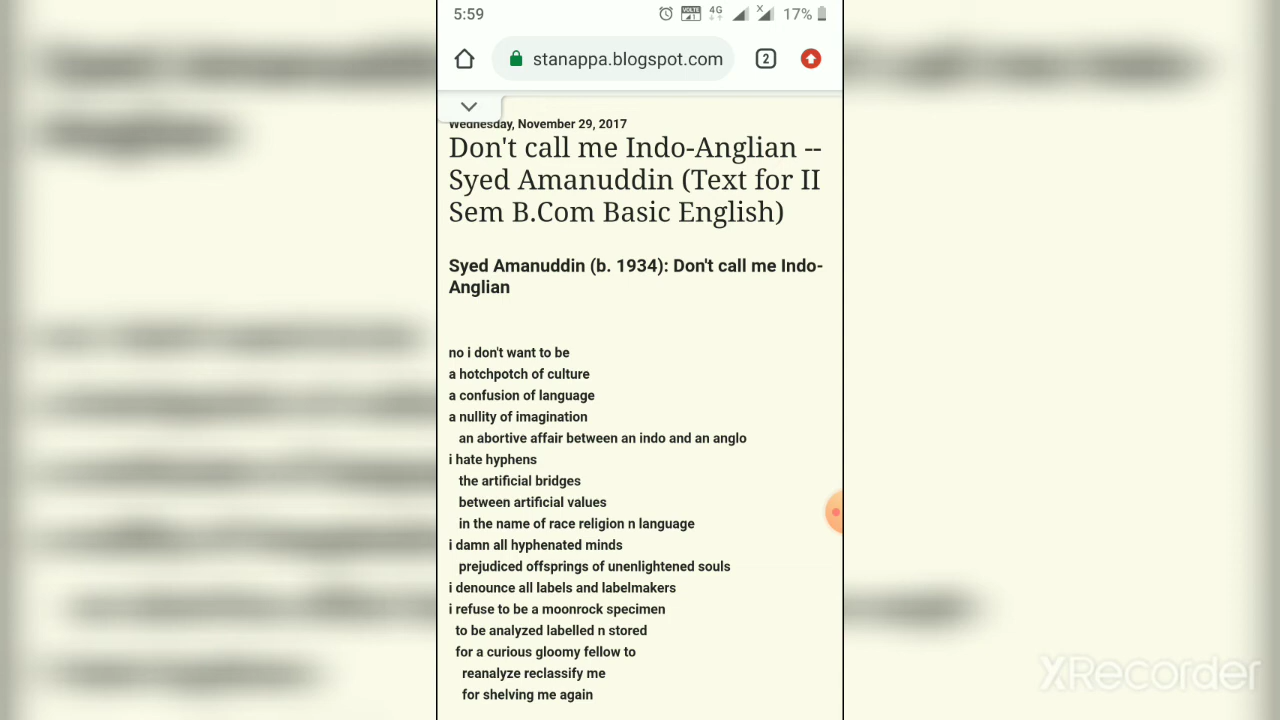 5:59
VOLTE 1 4G X 17%
stanappa.blogspot.com 2
Wednesday, November 29, 2017
Don't call me Indo-Anglian --
Syed Amanuddin (Text for II
Sem B.Com Basic English)
Syed Amanuddin (b. 1934): Don't call me Indo-
Anglian
no i don't want to be
a hotchpotch of culture
a confusion of language
a nullity of imagination
an abortive affair between an indo and an anglo
i hate hyphens
the artificial bridges
between artificial values
in the name of race religion n language
i damn all hyphenated minds
prejudiced offsprings of unenlightened souls
i denounce all labels and labelmakers
i refuse to be a moonrock specimen
to be analyzed labelled n stored
for a curious gloomy fellow to
reanalyze reclassify me
for shelving me again
XRecorder